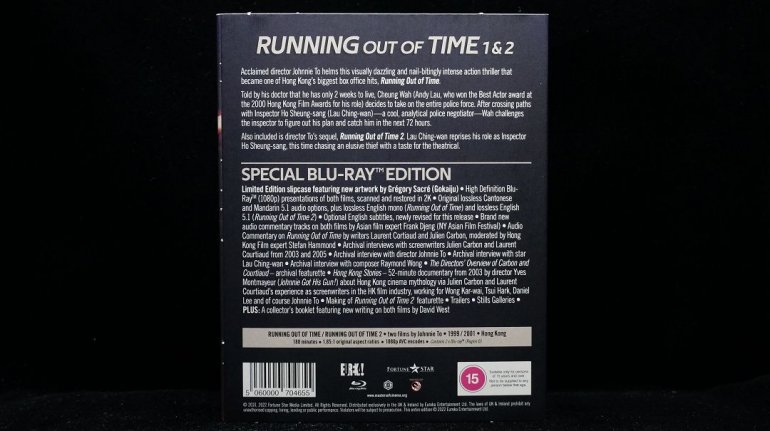 RUNNING OUT OF TIME 1 & 2
Acclaimed director Johnnie To helms this visually dazzling and nail-bitingly intense action thriller that
became one of Hong Kong's biggest box office hits, Running Out of Time.
Told by his doctor that he has only 2 weeks to live, Cheung Wah (Andy Lau, who won the Best Actor award at
the 2000 Hong Kong Film Awards for his role) decides to take on the entire police force. After crossing paths
with Inspector Ho Sheung-sang (Lau Ching-wan)—a cool, analytical police negotiator—Wah challenges
the inspector to figure out his plan and catch him in the next 72 hours.
Also included is director To's sequel, Running Out of Time 2. Lau Ching-wan reprises his role as Inspector
Ho Sheung-sang, this time chasing an elusive thief with a taste for the theatrical.
SPECIAL BLU-RAY™ EDITION
Limited Edition slipcase featuring new artwork by Grégory Sacré (Gokaiju) • High Definition Blu-
Ray™ (1080p) presentations of both films, scanned and restored in 2K • Original lossless Cantonese
and Mandarin 5.1 audio options, plus lossless English mono (Running Out of Time) and lossless English
5.1 (Running Out of Time 2) • Optional English subtitles, newly revised for this release • Brand new
audio commentary tracks on both films by Asian film expert Frank Djeng (NY Asian Film Festival) • Audio
Commentary on Running Out of Time by writers Laurent Cortiaud and Julien Carbon, moderated by Hong
Kong Film expert Stefan Hammond • Archival interviews with screenwriters Julien Carbon and Laurent
Courtiaud from 2003 and 2005 • Archival interview with director Johnnie To • Archival interview with star
Lau Ching-wan • Archival interview with composer Raymond Wong • The Directors' Overview of Carbon and
Courtiaud – archival featurette • Hong Kong Stories – 52-minute documentary from 2003 by director Yves
Montmayeur (Johnnie Got His Gun!) about Hong Kong cinema mythology via Julien Carbon and Laurent
Courtiaud's experience as screenwriters in the HK film industry, working for Wong Kar-wai, Tsui Hark, Daniel
Lee and of course Johnnie To • Making of Running Out of Time 2 featurette • Trailers • Stills Galleries •
PLUS: A collector's booklet featuring new writing on both films by David West
RUNNING OUT OF TIME / RUNNING OUT OF TIME 2 • two films by Johnnie To • 1999 / 2001 • Hong Kong
188 minutes • 1.85:1 original aspect ratios • 1080p AVC encodes •
5 060000 704655
FORTUNE STAR
15